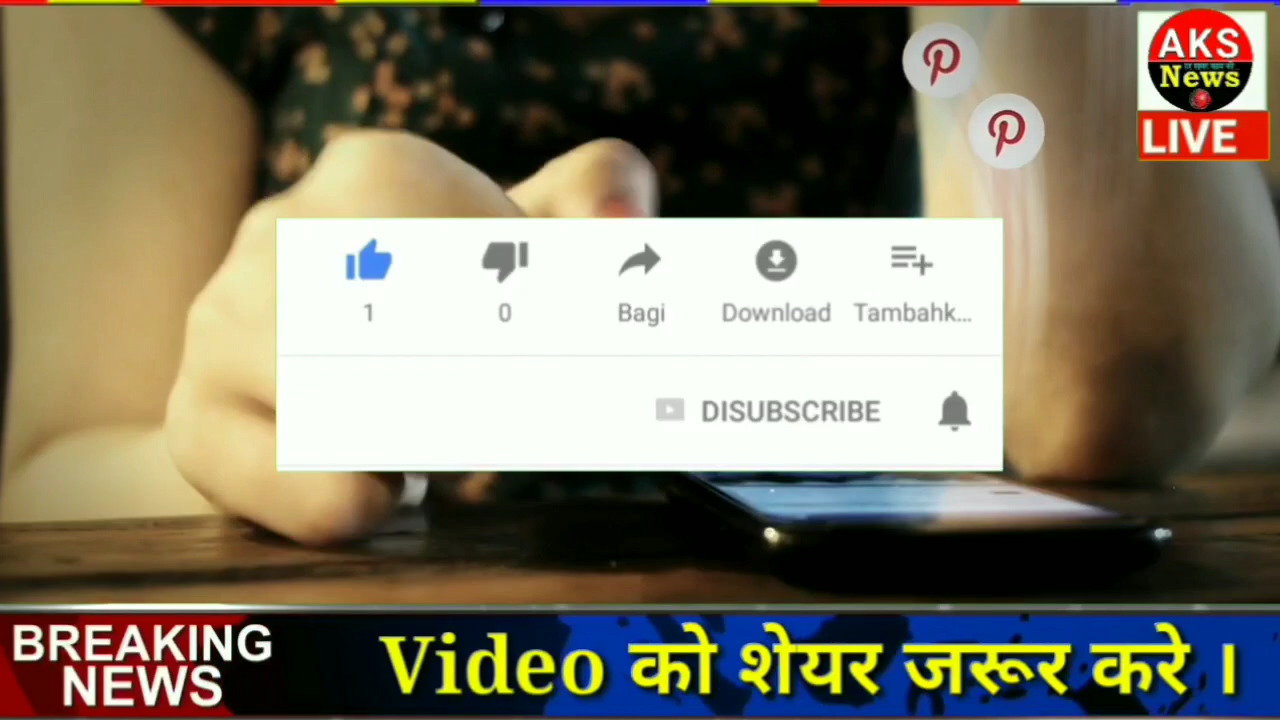 AKS
News
LIVE
1
0
Bagi
Download
Tambahk...
DISUBSCRIBE
BREAKING
NEWS
Video को शेयर जरूर करे ।